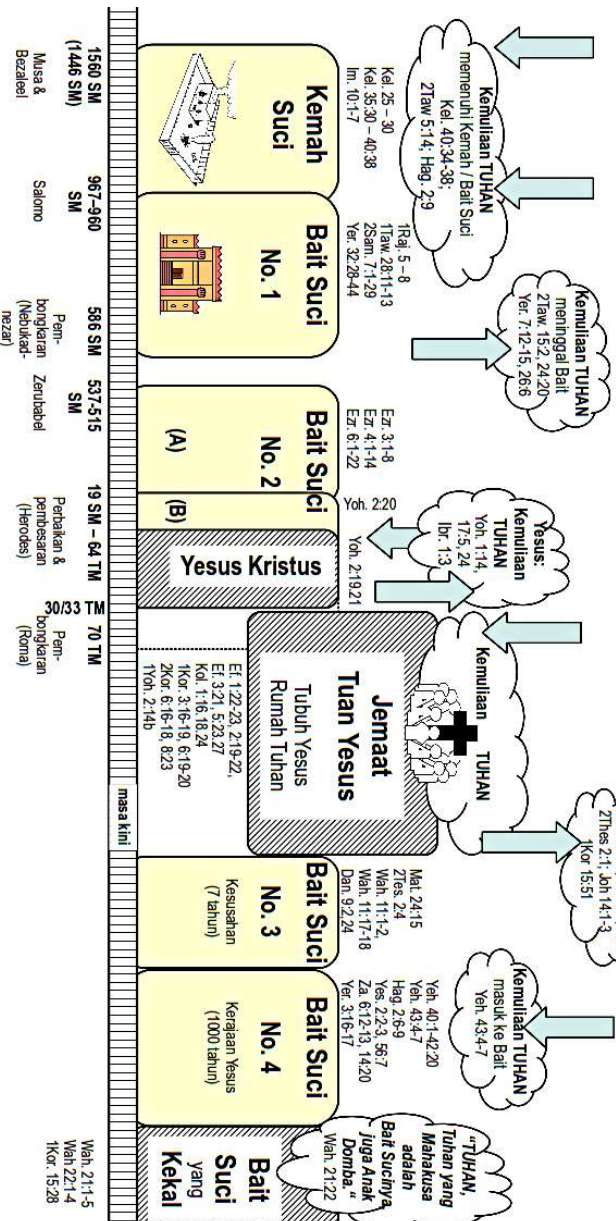 Kemuliaan TUHAN
memenuhi Kemah / Bait Suci
Kel. 40:34-38;
2Taw 5:14; Hag. 2:9
Kemuliaan TUHAN
meninggal Bait
2Taw. 15:2, 24:20
Yer. 7:12-15, 26:6
Yesus:
Kemuliaan
TUHAN
Yoh. 1:14,
17:5, 24
Ibr. 1:3
Kemuliaan TUHAN
2Thes 2:1; Joh 14:1-3
1Kor 15:51
Kemuliaan TUHAN
masuk ke Bait
Yeh. 43:4-7
"TUHAN,
Tuhan yang
Mahakusa
adalah
Bait Sucinya,
juga Anak
Domba."
Wah. 21:22
Kel. 25 – 30
Kel. 35:30 – 40:38
Im. 10:1-7
Kemah
Suci
1Raj. 5 – 8
1Taw. 28:11-13
2Sam. 7:1-29
Yer. 32:28-44
Bait Suci
No. 1
Ezr. 3:1-8
Ezr. 4:1-14
Ezr. 6:1-22
Bait Suci
No. 2
(A)
(B)
Yoh. 2:20
Yoh. 2:19.21
Yesus Kristus
Jemaat
Tuan Yesus
Tubuh Yesus
Rumah Tuhan
Ef. 1:22-23, 2:19-22,
Ef. 3:21, 5:23.27
Kol. 1:16.18.24
1Kor. 3:16-19, 6:19-20
2Kor. 6:16-18, 8:23
1Yoh. 2:14b
Mat. 24:15
2Tes. 2:4
Wah. 11:1-2,
Wah. 11:17-18
Dan. 9:2,24
Bait Suci
No. 3
Kesusahan
(7 tahun)
Yeh. 40:1-42:20
Yeh. 43:4-7
Hag. 2:6-9
Yes. 2:2-3, 56:7
Za. 6:12-13, 14:20
Yer. 3:16-17
Bait Suci
No. 4
Kerajaan Yesus
(1000 tahun)
Bait
Suci
yang
Kekal
1560 SM
(1446 SM)
Musa &
Bezaleel
967–960
SM
Salomo
586 SM
Pem-
bongkaran
(Nebukad-
nezar)
537-515
SM
Zerubabel
19 SM – 64 TM
Perbaikan &
pembesaran
(Herodes)
30/33 TM
70 TM
Pem-
bongkaran
(Roma)
masa kini
Wah. 21:1-5
Wah 22:1-4
1Kor. 15:28